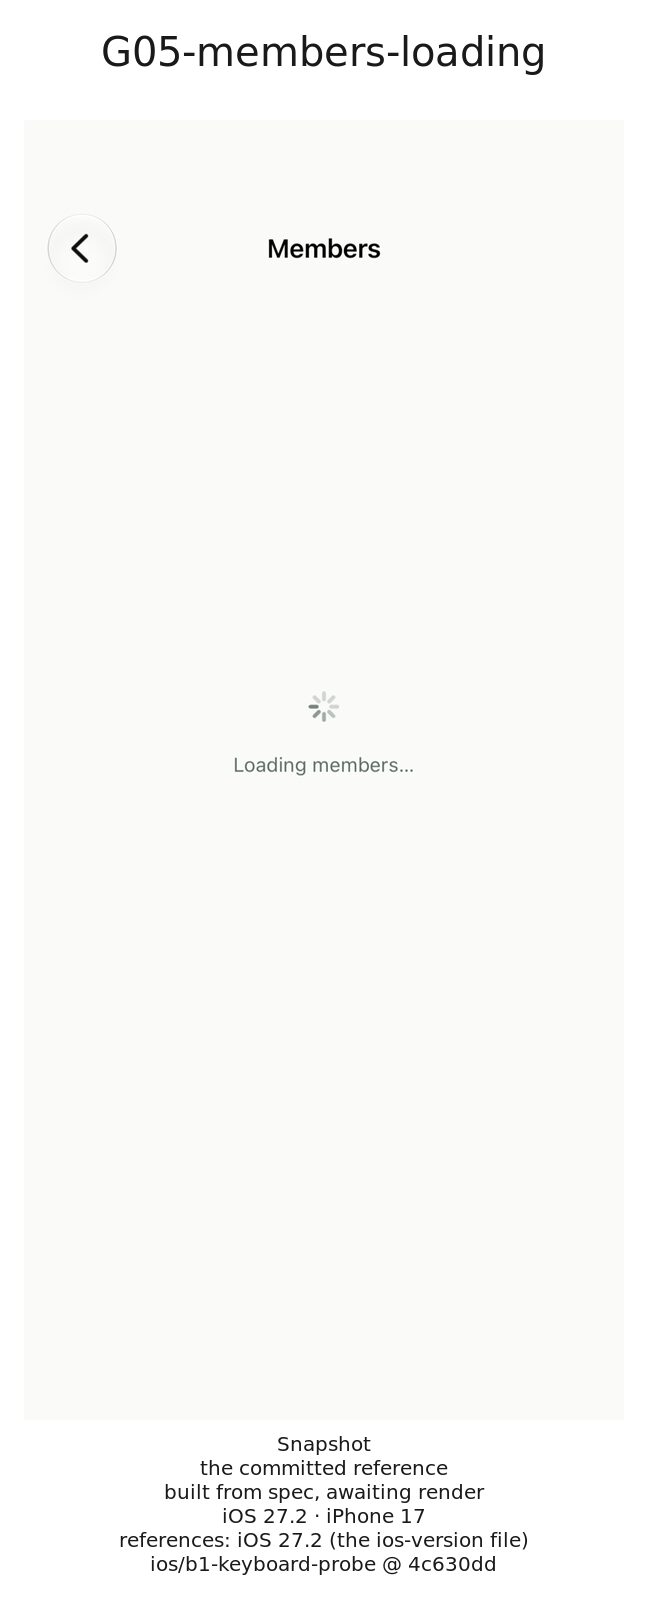 G05-members-loading
Members
Loading members...
Snapshot
the committed reference
built from spec, awaiting render
iOS 27.2 · iPhone 17
references: iOS 27.2 (the ios-version file)
ios/b1-keyboard-probe @ 4c630dd